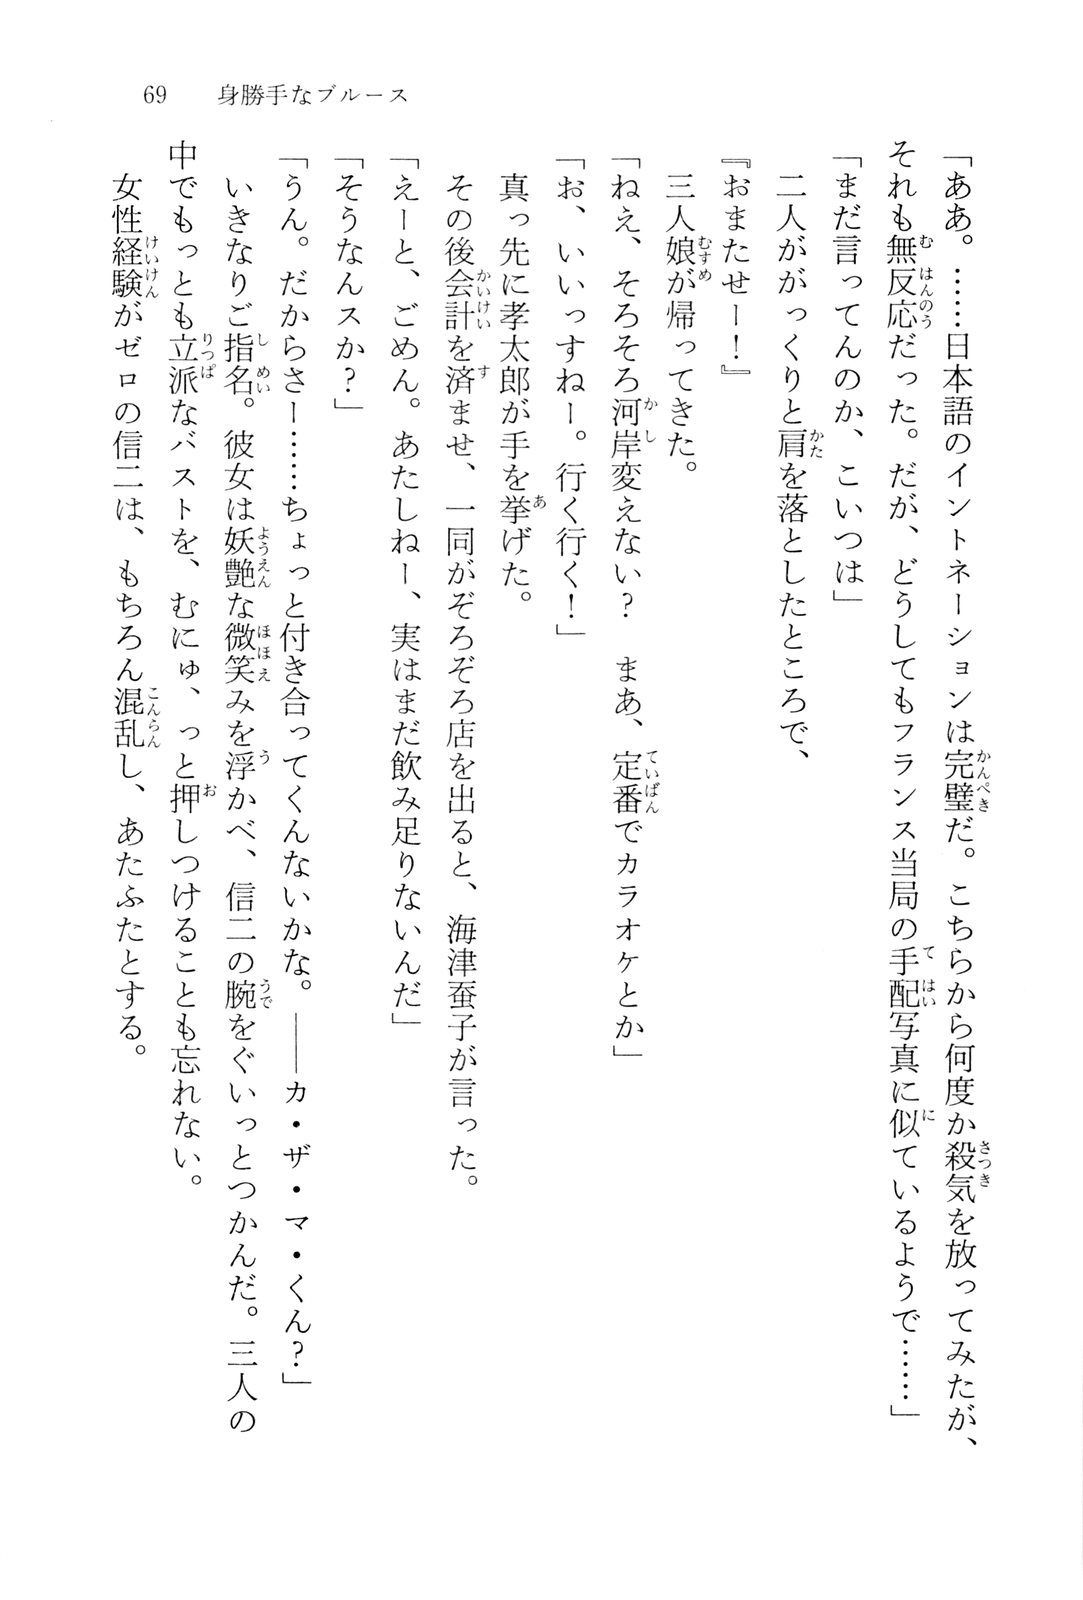 69　身勝手なブルース
「ああ。……日本語のイントネーションは完璧だ。こちらから何度か殺気を放ってみたが、
それも無反応だった。だが、どうしてもフランス当局の手配写真に似ているようで……」
「まだ言ってんのか、こいつは」
　二人ががっくりと肩を落としたところで、
『おまたせー！』
　三人娘が帰ってきた。
「ねえ、そろそろ河岸変えない？　まあ、定番でカラオケとか」
「お、いいっすねー。行く行く！」
　真っ先に孝太郎が手を挙げた。
　その後会計を済ませ、一同がぞろぞろ店を出ると、海津蚕子が言った。
「えーと、ごめん。あたしねー、実はまだ飲み足りないんだ」
「そうなんスか？」
「うん。だからさー……ちょっと付き合ってくんないかな。――カ・ザ・マ・くん？」
　いきなりご指名。彼女は妖艶な微笑みを浮かべ、信二の腕をぐいっとつかんだ。三人の
中でもっとも立派なバストを、むにゅ、っと押しつけることも忘れない。
　女性経験がゼロの信二は、もちろん混乱し、あたふたとする。